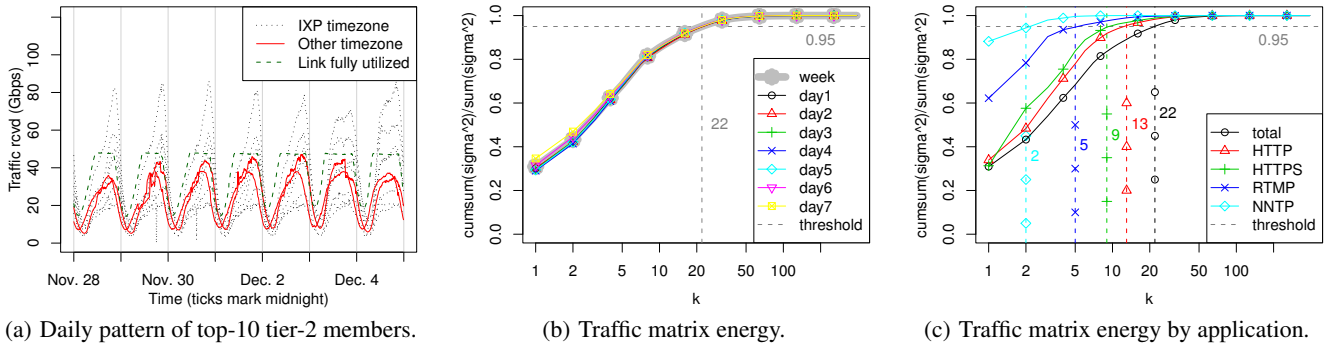 Traffic rcvd (Gbps)
0 20 40 60 80 100 120
IXP timezone
Other timezone
Link fully utilized
Nov. 28 Nov. 30 Dec. 2 Dec. 4
Time (ticks mark midnight)
(a) Daily pattern of top-10 tier-2 members.
cumsum(sigma^2)/sum(sigma^2)
0.0 0.2 0.4 0.6 0.8 1.0
0.95
22
week
day1
day2
day3
day4
day5
day6
day7
threshold
1 2 5 10 20 50 100
k
(b) Traffic matrix energy.
cumsum(sigma^2)/sum(sigma^2)
0.0 0.2 0.4 0.6 0.8 1.0
0.95
2
5
9
13
22
total
HTTP
HTTPS
RTMP
NNTP
threshold
1 2 5 10 20 50 100
k
(c) Traffic matrix energy by application.